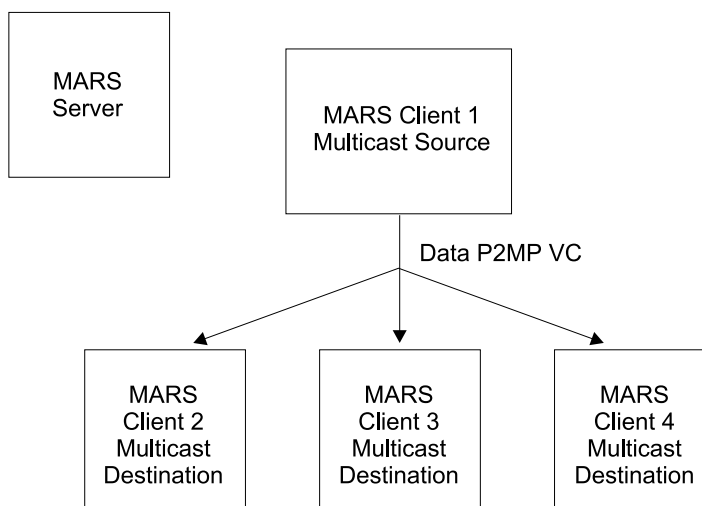 MARS
Server
MARS Client 1
Multicast Source
Data P2MP VC
MARS
Client 2
Multicast
Destination
MARS
Client 3
Multicast
Destination
MARS
Client 4
Multicast
Destination